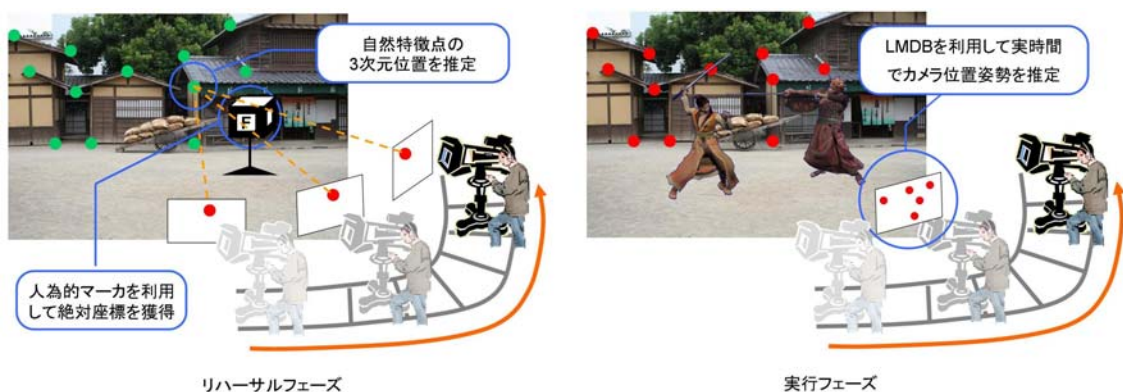 自然特徴点の
3次元位置を推定
人為的マーカを利用
して絶対座標を獲得
リハーサルフェーズ
LMDBを利用して実時間
でカメラ位置姿勢を推定
実行フェーズ